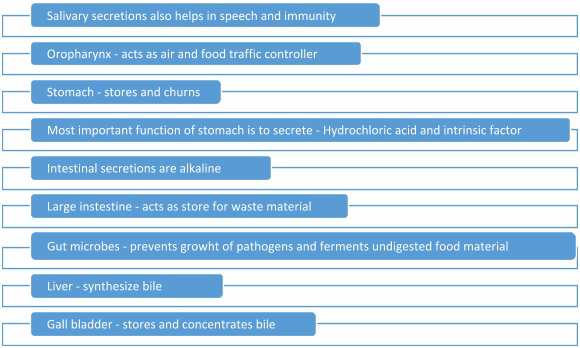 Salivary secretions also helps in speech and immunity
Oropharynx - acts as air and food traffic controller
Stomach - stores and churns
Most important function of stomach is to secrete - Hydrochloric acid and intrinsic factor
Intestinal secretions are alkaline
Large instestine - acts as store for waste material
Gut microbes - prevents growht of pathogens and ferments undigested food material
Liver - synthesize bile
Gall bladder - stores and concentrates bile